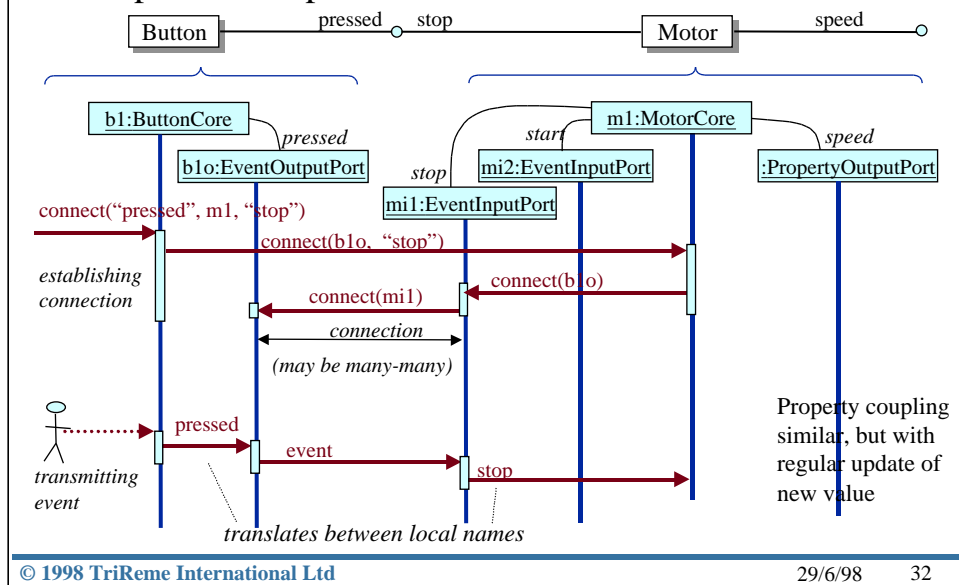 pressed stop speed
Button Motor
b1:ButtonCore m1:MotorCore
pressed start speed
b1o:EventOutputPort stop mi2:EventInputPort :PropertyOutputPort
mi1:EventInputPort
connect(“pressed”, m1, “stop”)
connect(b1o, “stop”)
establishing
connection
connect(b1o)
connect(mi1)
connection
(may be many-many)
pressed
event
stop
transmitting
event
Property coupling
similar, but with
regular update of
new value
translates between local names
© 1998 TriReme International Ltd 29/6/98 32